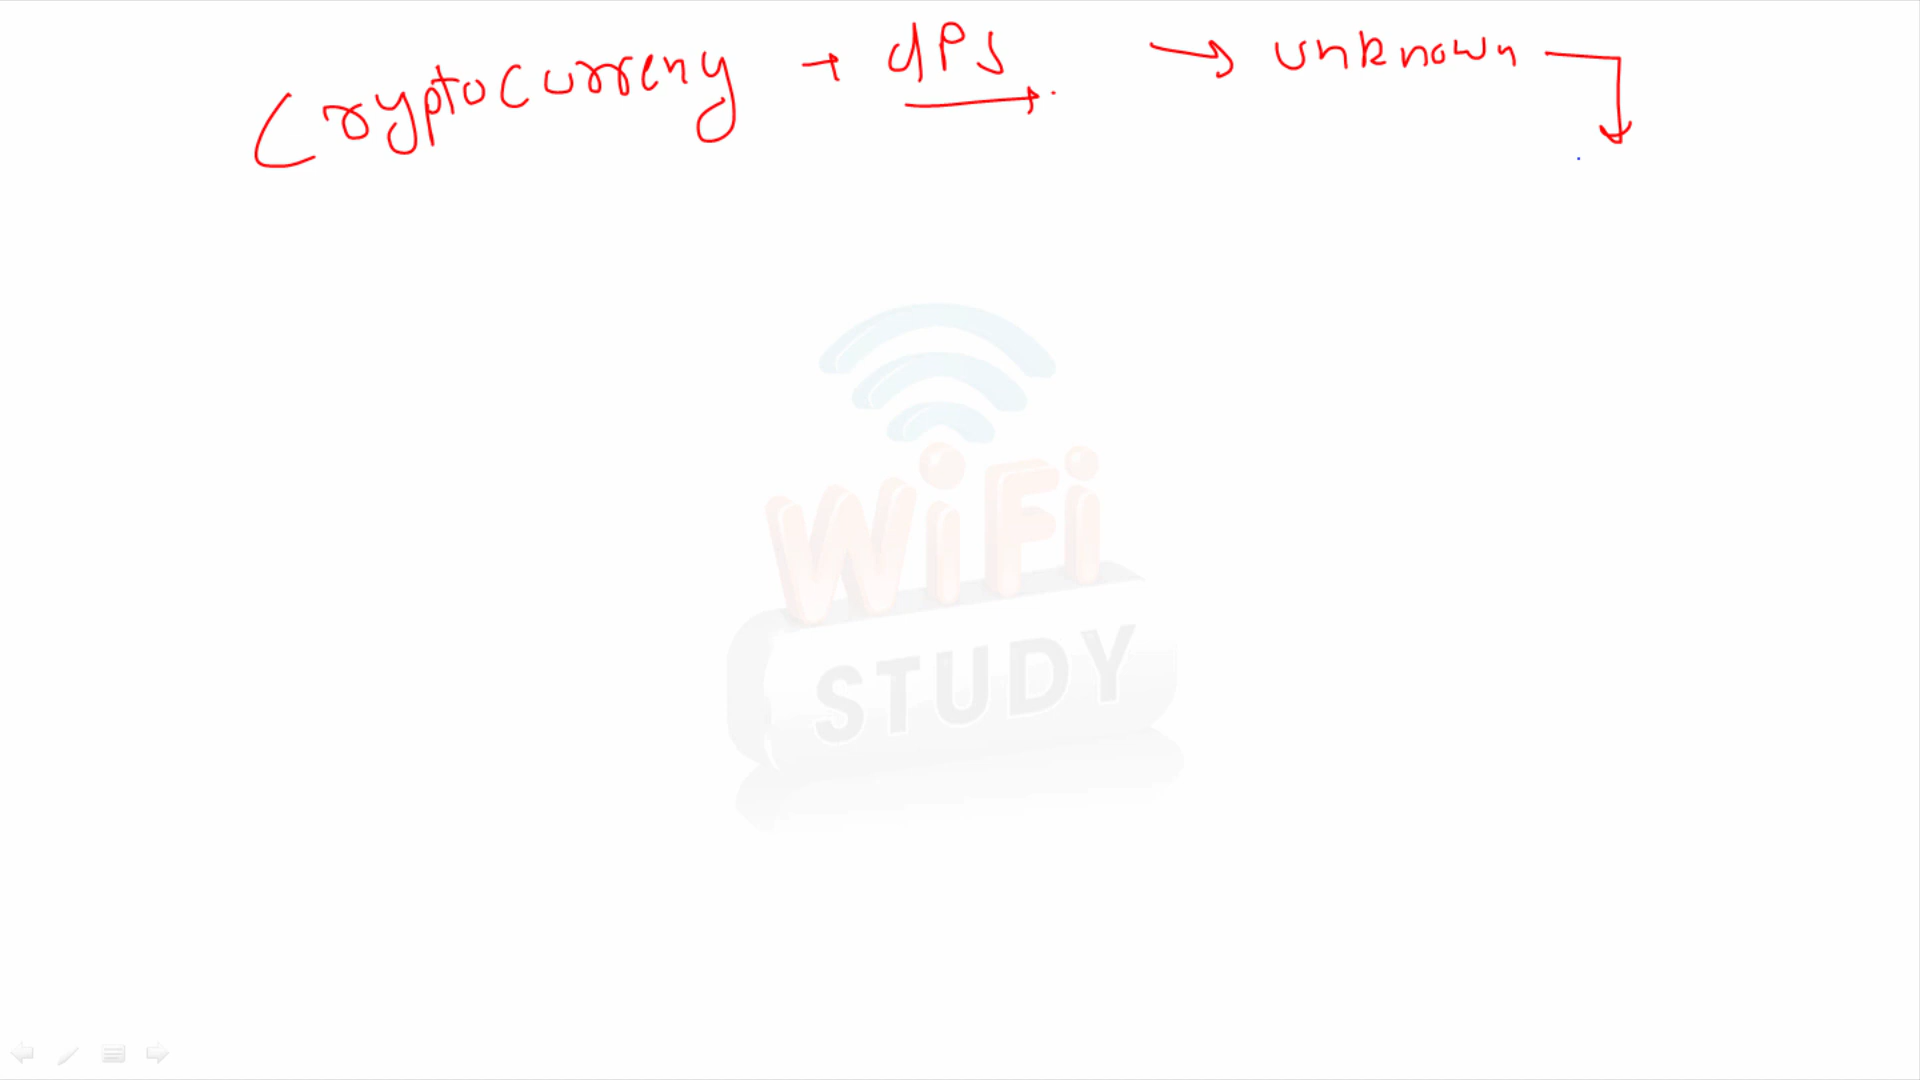 Cryptocurreny → dPs → unknown
WiFi
STUDY